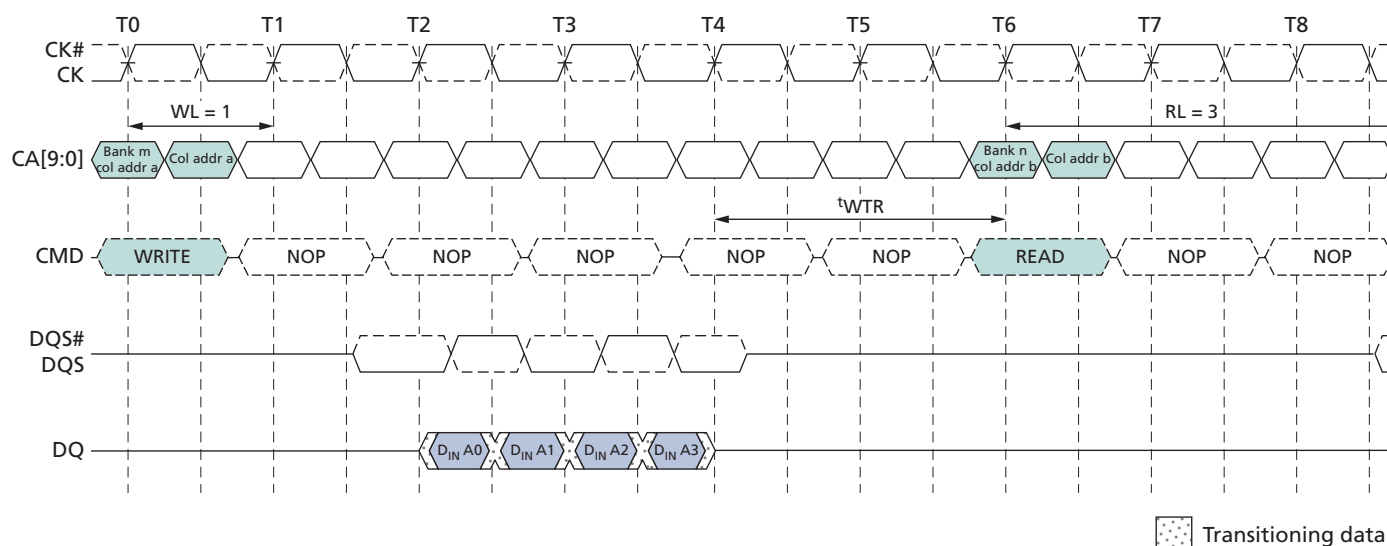 T0 T1 T2 T3 T4 T5 T6 T7 T8
CK#
CK
WL = 1 RL = 3
CA[9:0] Bank m col addr a Col addr a Bank n col addr b Col addr b
tWTR
CMD WRITE NOP NOP NOP NOP NOP READ NOP NOP
DQS#
DQS
DQ DIN A0 DIN A1 DIN A2 DIN A3
Transitioning data